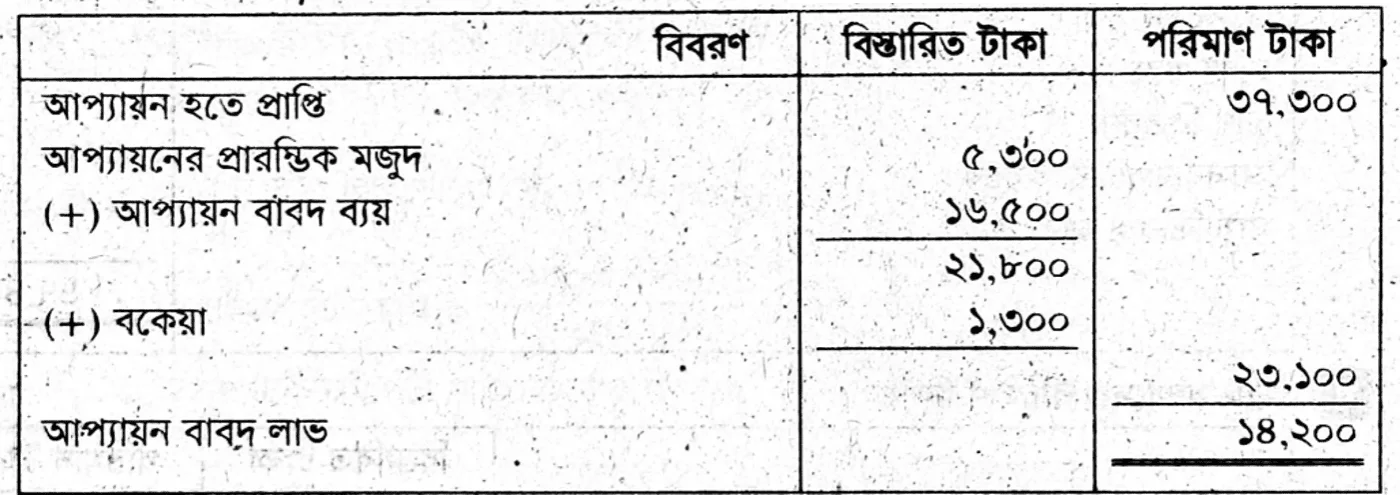 বিবরণ বিস্তারিত টাকা পরিমাণ টাকা
আপ্যায়ন হতে প্রাপ্তি ৩৭,৩০০
আপ্যায়নের প্রারম্ভিক মজুদ ৫,৩০০
(+) আপ্যায়ন বাবদ ব্যয় ১৬,৫০০
২১,৮০০
(+) বকেয়া ১,৩০০
২৩,১০০
আপ্যায়ন বাবদ লাভ ১৪,২০০